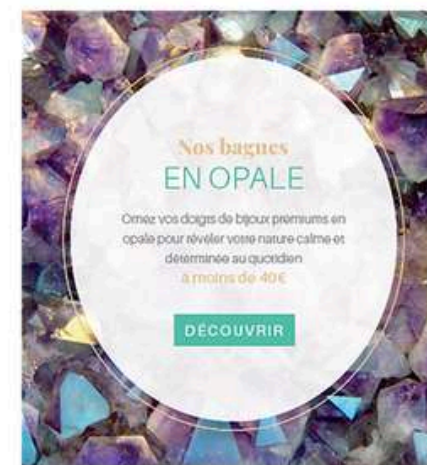 Nos bagues
EN OPALE
Ornez vos doigts de bijoux premiums en
opale pour révéler votre nature calme et
déterminée au quotidien
à moins de 40€
DÉCOUVRIR